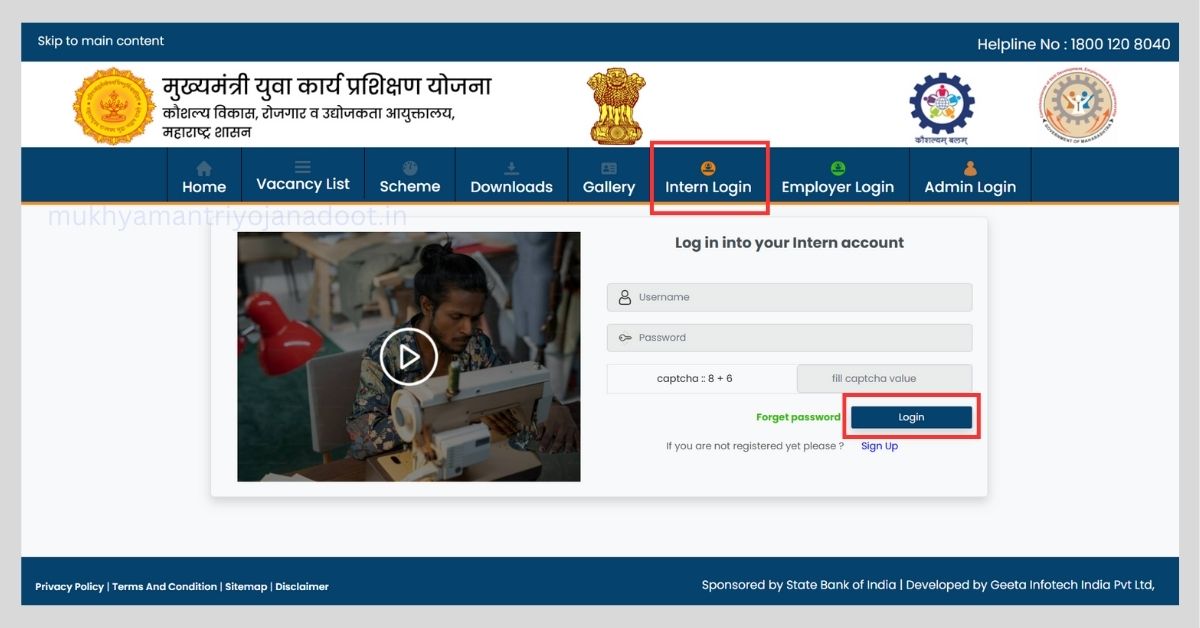 Skip to main content
Helpline No : 1800 120 8040
मुख्यमंत्री युवा कार्य प्रशिक्षण योजना
कौशल्य विकास, रोजगार व उद्योजकता आयुक्तालय,
महाराष्ट्र शासन
कौशल्यम् बलम्
Home
Vacancy List
Scheme
Downloads
Gallery
Intern Login
Employer Login
Admin Login
mukhyamantriyojanadoot.in
Log in into your Intern account
Username
Password
captcha :: 8 + 6
fill captcha value
Forget password
Login
If you are not registered yet please ? Sign Up
Privacy Policy | Terms And Condition | Sitemap | Disclaimer
Sponsored by State Bank of India | Developed by Geeta Infotech India Pvt Ltd,